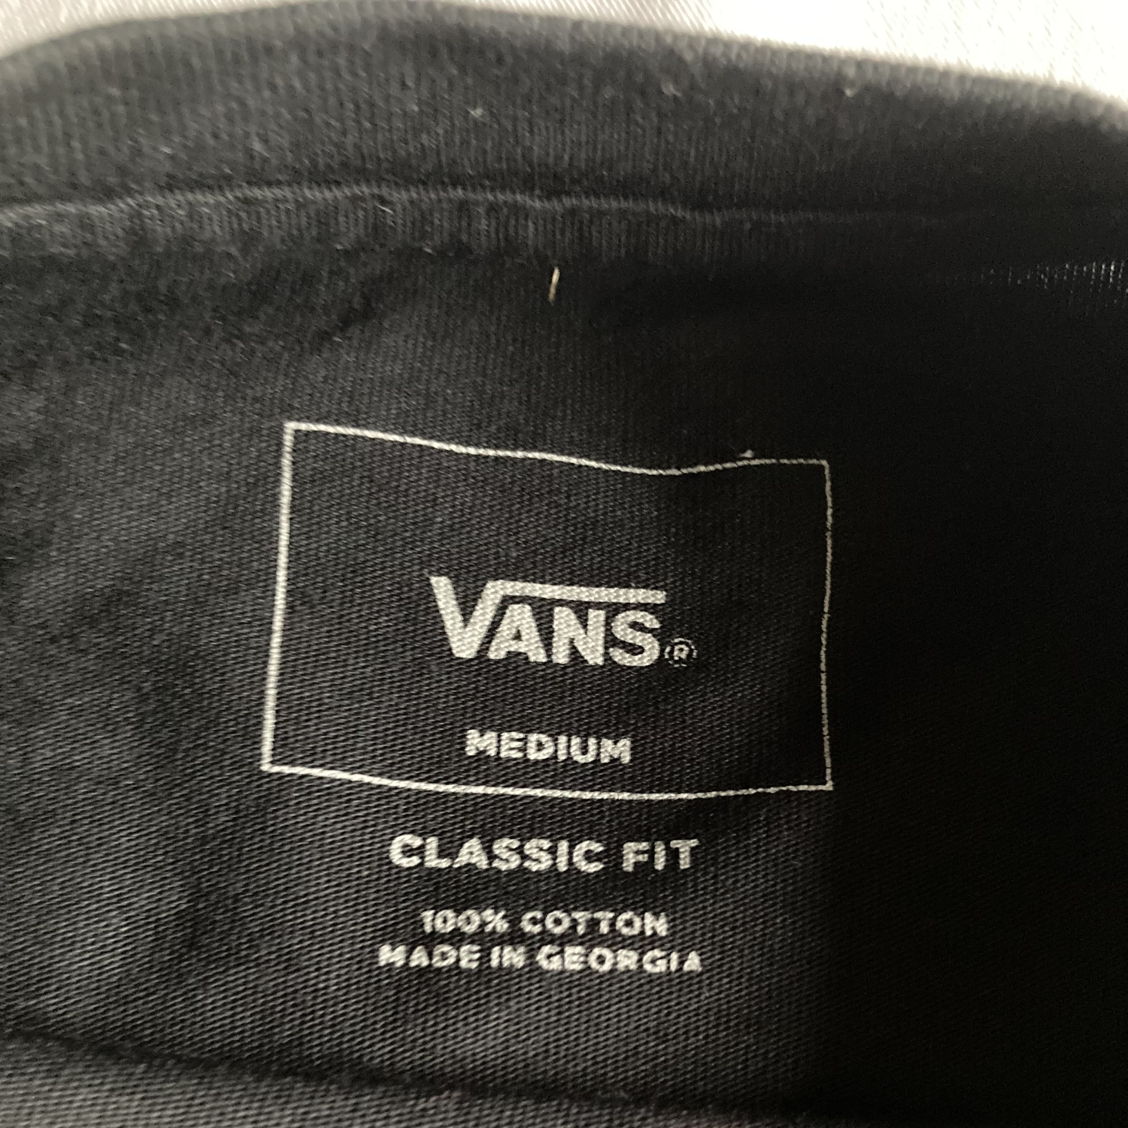 VANS®
MEDIUM
CLASSIC FIT
100% COTTON
MADE IN GEORGIA